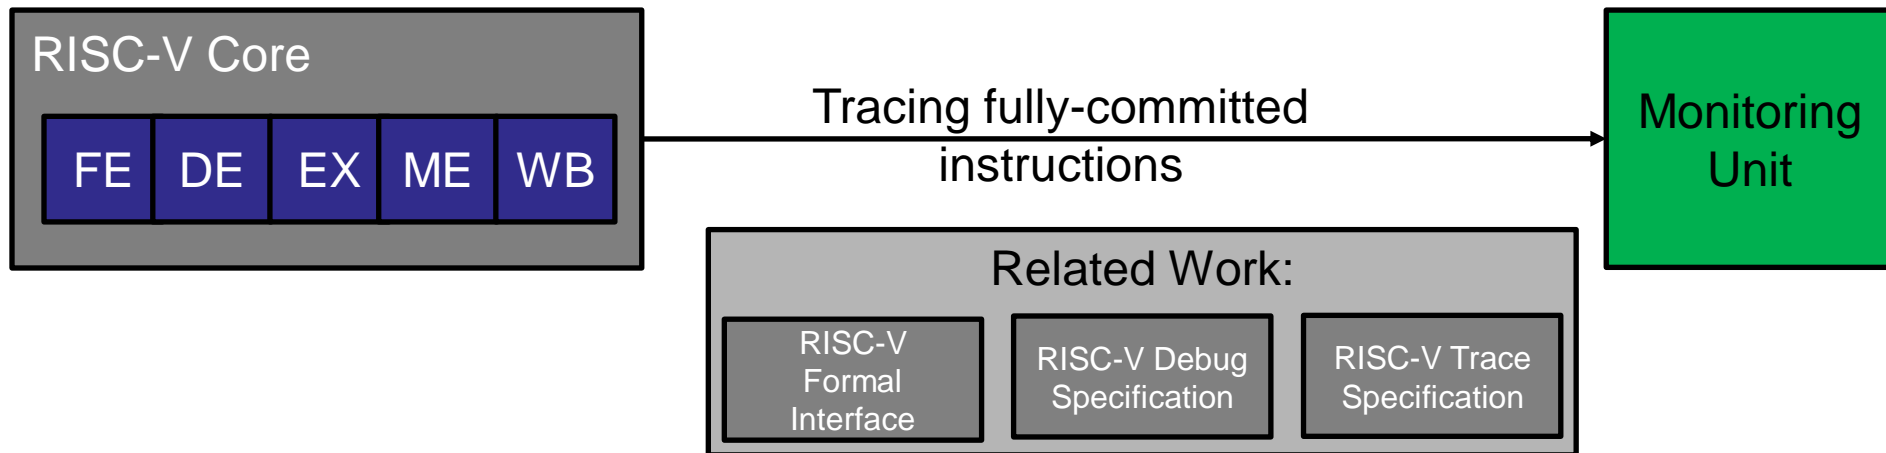 RISC-V Core
FE DE EX ME WB
Tracing fully-committed
instructions
Monitoring
Unit
Related Work:
RISC-V
Formal
Interface
RISC-V Debug
Specification
RISC-V Trace
Specification